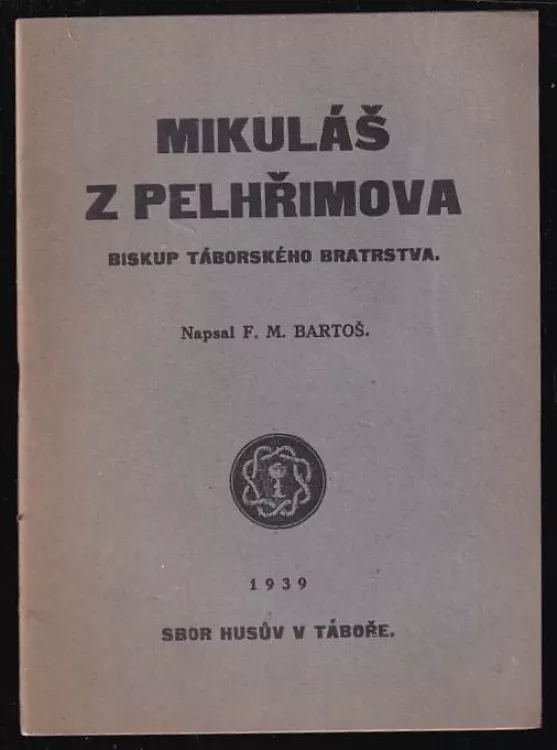 MIKULÁŠ
Z PELHŘIMOVA
BISKUP TÁBORSKÉHO BRATRSTVA.
Napsal F. M. BARTOŠ.
1939
SBOR HUSŮV V TÁBOŘE.